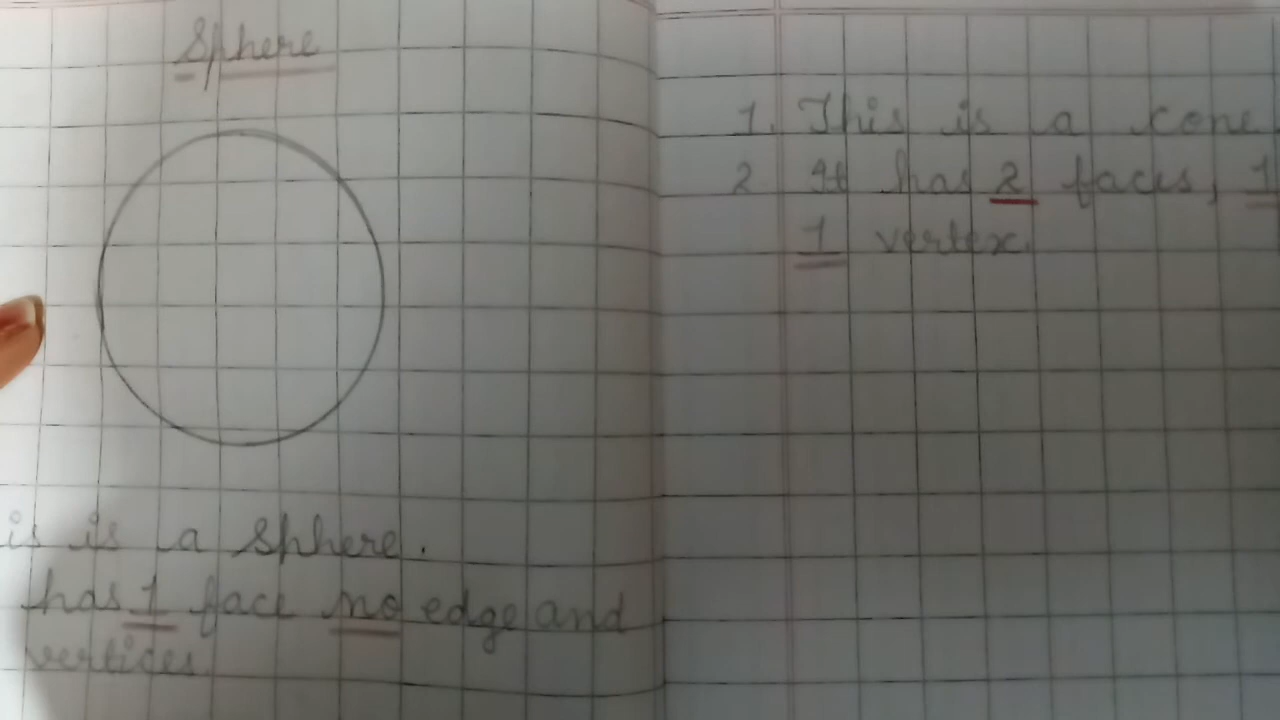 Sphere
is is a sphere.
has 1 face no edge and
vertices.
1. This is a cone
2 It has 2 faces, 1
1 vertex.